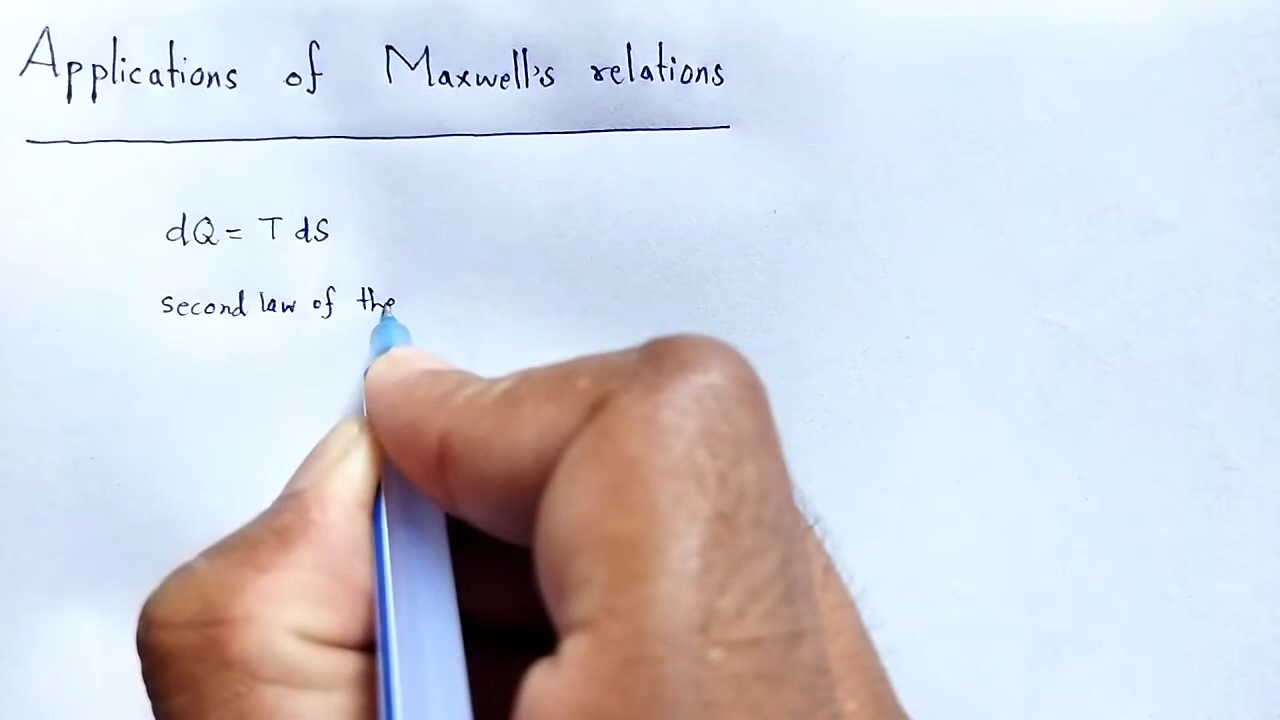 Applications of Maxwell's relations
dQ = T dS
second law of the